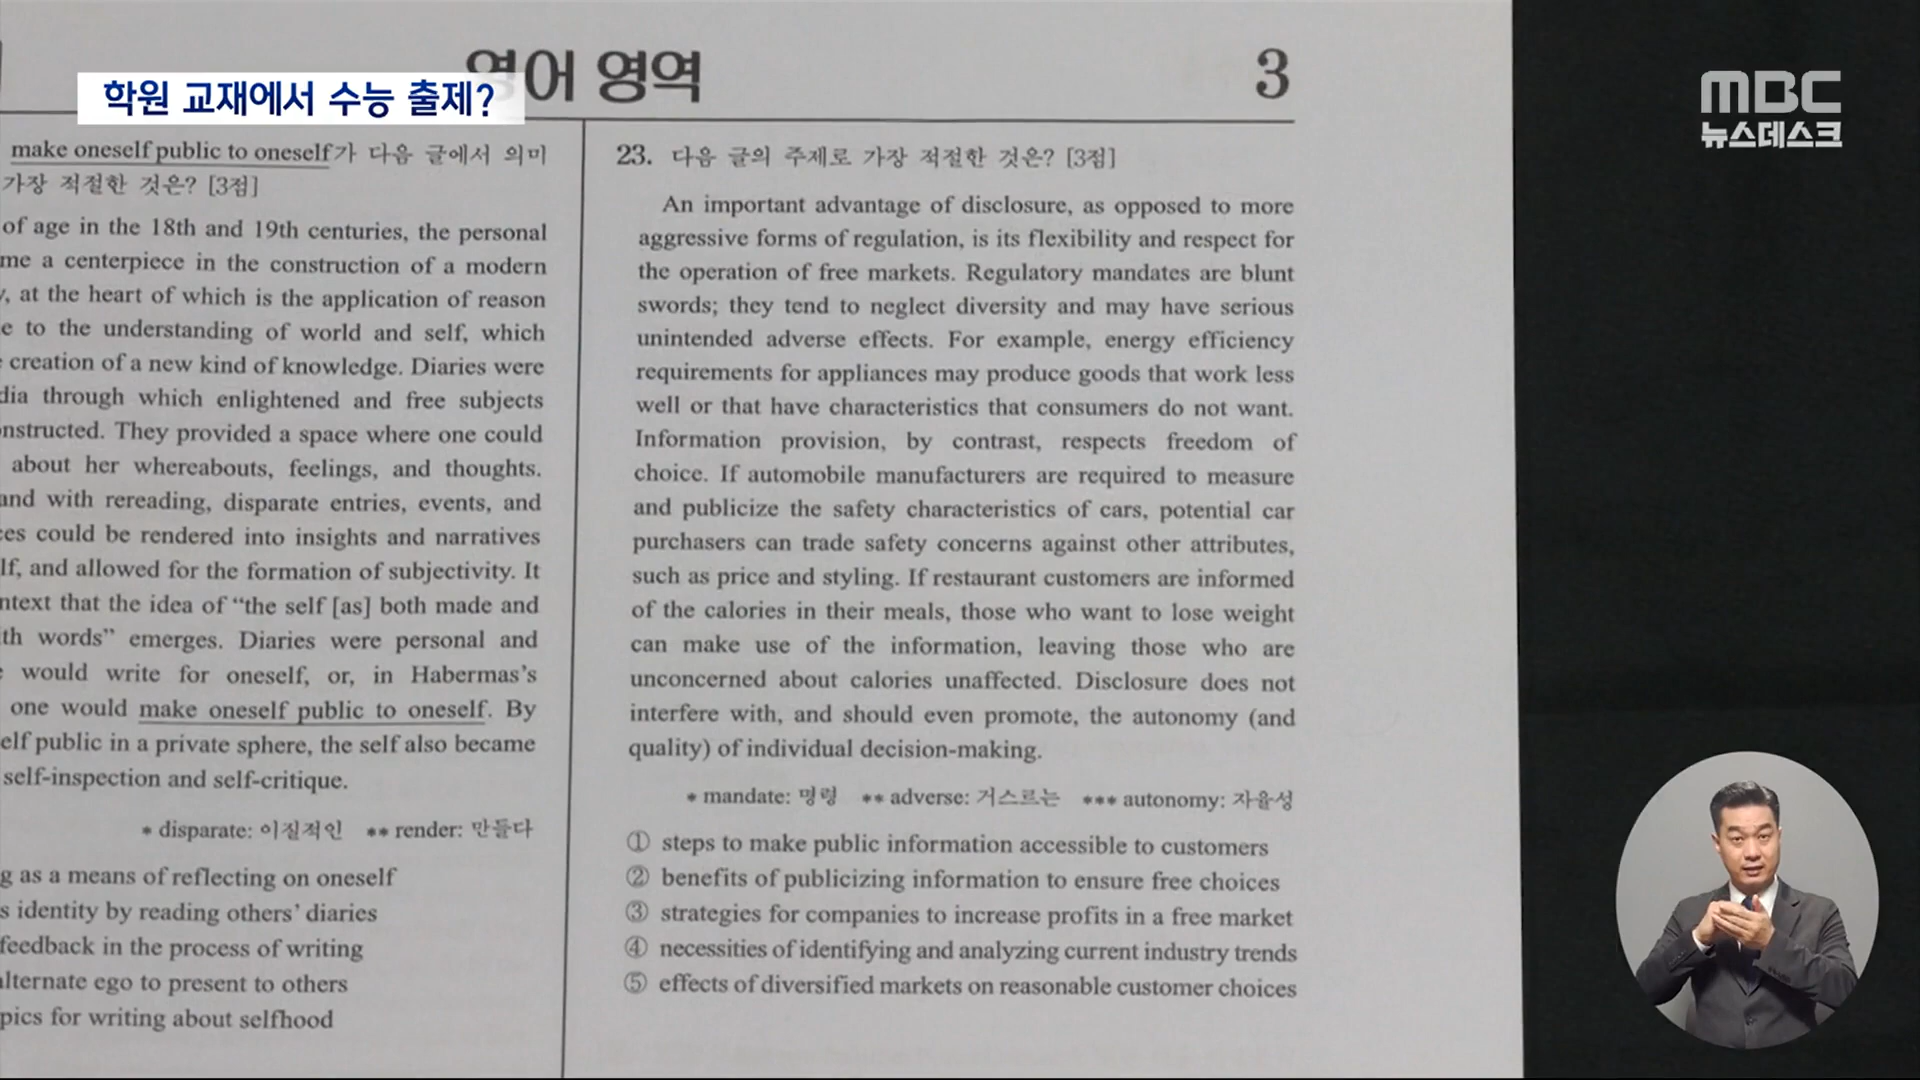 영어 영역
3
학원 교재에서 수능 출제?
MBC
뉴스데스크
make oneself public to oneself가 다음 글에서 의미
가장 적절한 것은? [3점]
of age in the 18th and 19th centuries, the personal
me a centerpiece in the construction of a modern
, at the heart of which is the application of reason
e to the understanding of world and self, which
creation of a new kind of knowledge. Diaries were
dia through which enlightened and free subjects
nstructed. They provided a space where one could
about her whereabouts, feelings, and thoughts.
and with rereading, disparate entries, events, and
ces could be rendered into insights and narratives
lf, and allowed for the formation of subjectivity. It
ntext that the idea of “the self [as] both made and
th words” emerges. Diaries were personal and
would write for oneself, or, in Habermas’s
one would make oneself public to oneself. By
elf public in a private sphere, the self also became
self-inspection and self-critique.
* disparate: 이질적인 ** render: 만들다
g as a means of reflecting on oneself
s identity by reading others’ diaries
feedback in the process of writing
alternate ego to present to others
pics for writing about selfhood
23. 다음 글의 주제로 가장 적절한 것은? [3점]
An important advantage of disclosure, as opposed to more
aggressive forms of regulation, is its flexibility and respect for
the operation of free markets. Regulatory mandates are blunt
swords; they tend to neglect diversity and may have serious
unintended adverse effects. For example, energy efficiency
requirements for appliances may produce goods that work less
well or that have characteristics that consumers do not want.
Information provision, by contrast, respects freedom of
choice. If automobile manufacturers are required to measure
and publicize the safety characteristics of cars, potential car
purchasers can trade safety concerns against other attributes,
such as price and styling. If restaurant customers are informed
of the calories in their meals, those who want to lose weight
can make use of the information, leaving those who are
unconcerned about calories unaffected. Disclosure does not
interfere with, and should even promote, the autonomy (and
quality) of individual decision-making.
* mandate: 명령 ** adverse: 거스르는 *** autonomy: 자율성
① steps to make public information accessible to customers
② benefits of publicizing information to ensure free choices
③ strategies for companies to increase profits in a free market
④ necessities of identifying and analyzing current industry trends
⑤ effects of diversified markets on reasonable customer choices